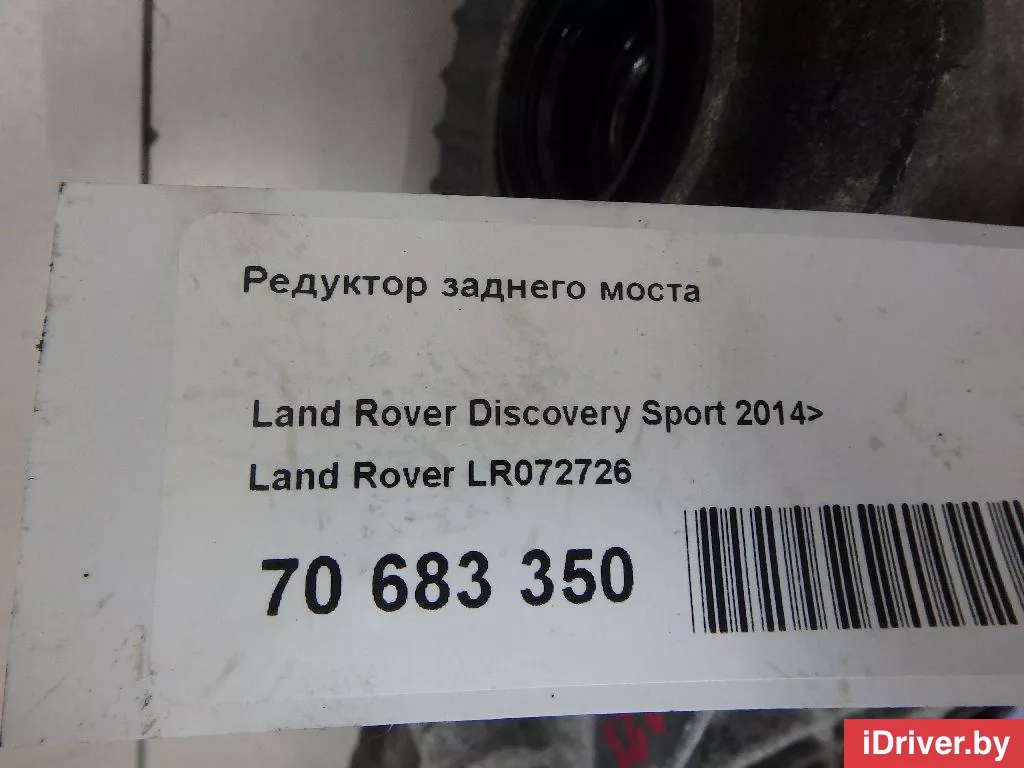 Редуктор заднего моста
Land Rover Discovery Sport 2014>
Land Rover LR072726
70 683 350
iDriver.by